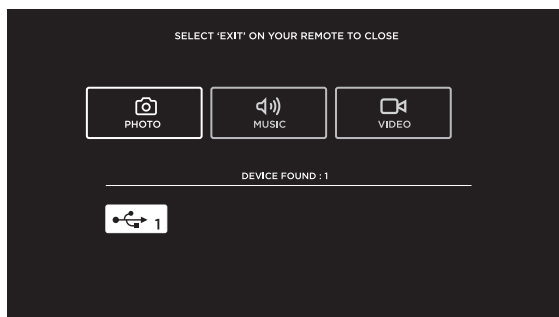 SELECT 'EXIT' ON YOUR REMOTE TO CLOSE
PHOTO
MUSIC
VIDEO
DEVICE FOUND : 1
1